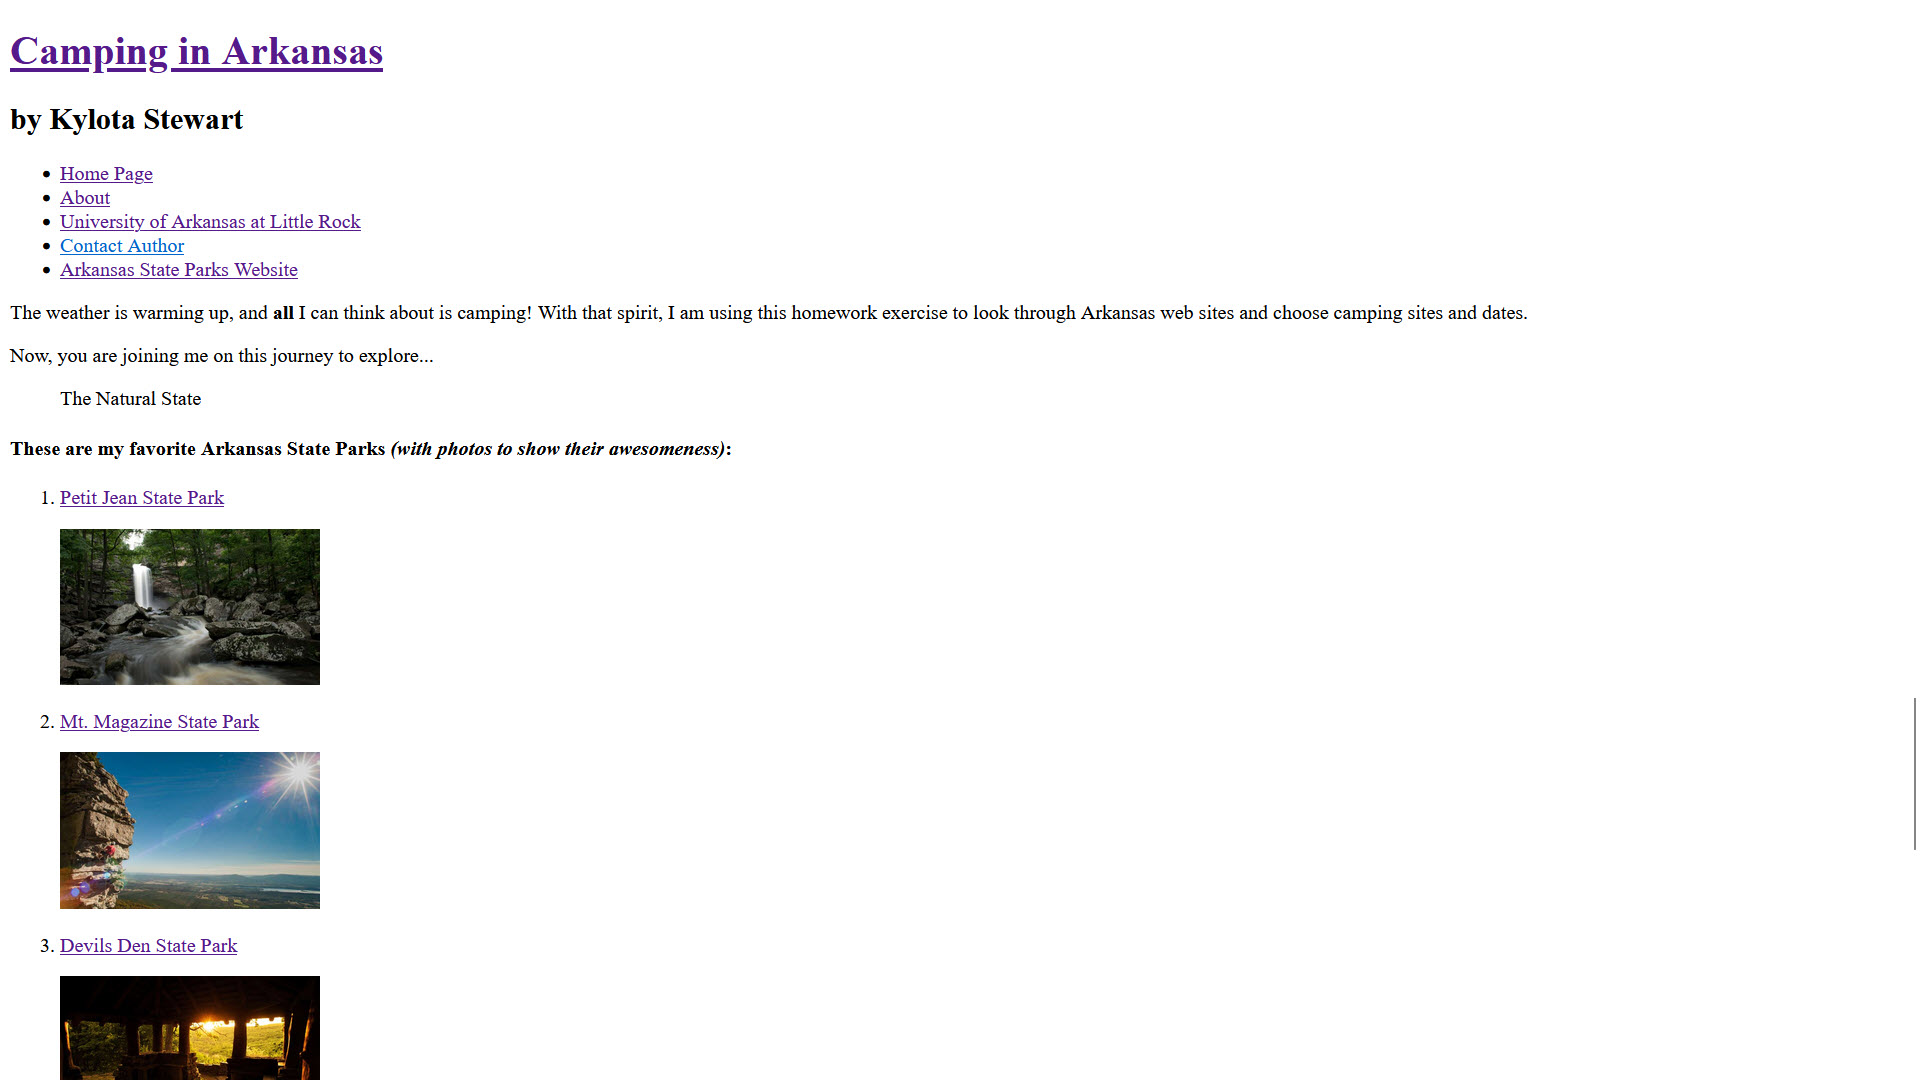 Camping in Arkansas
by Kylota Stewart
Home Page
About
University of Arkansas at Little Rock
Contact Author
Arkansas State Parks Website
The weather is warming up, and all I can think about is camping! With that spirit, I am using this homework exercise to look through Arkansas web sites and choose camping sites and dates.
Now, you are joining me on this journey to explore...
The Natural State
These are my favorite Arkansas State Parks (with photos to show their awesomeness):
1. Petit Jean State Park
2. Mt. Magazine State Park
3. Devils Den State Park